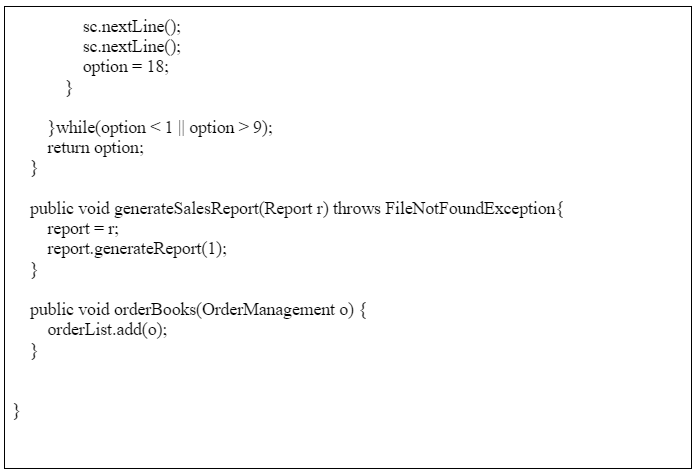 sc.nextLine();
sc.nextLine();
option = 18;
}
}while(option < 1 || option > 9);
return option;
}
public void generateSalesReport(Report r) throws FileNotFoundException{
report = r;
report.generateReport(1);
}
public void orderBooks(OrderManagement o) {
orderList.add(o);
}
}